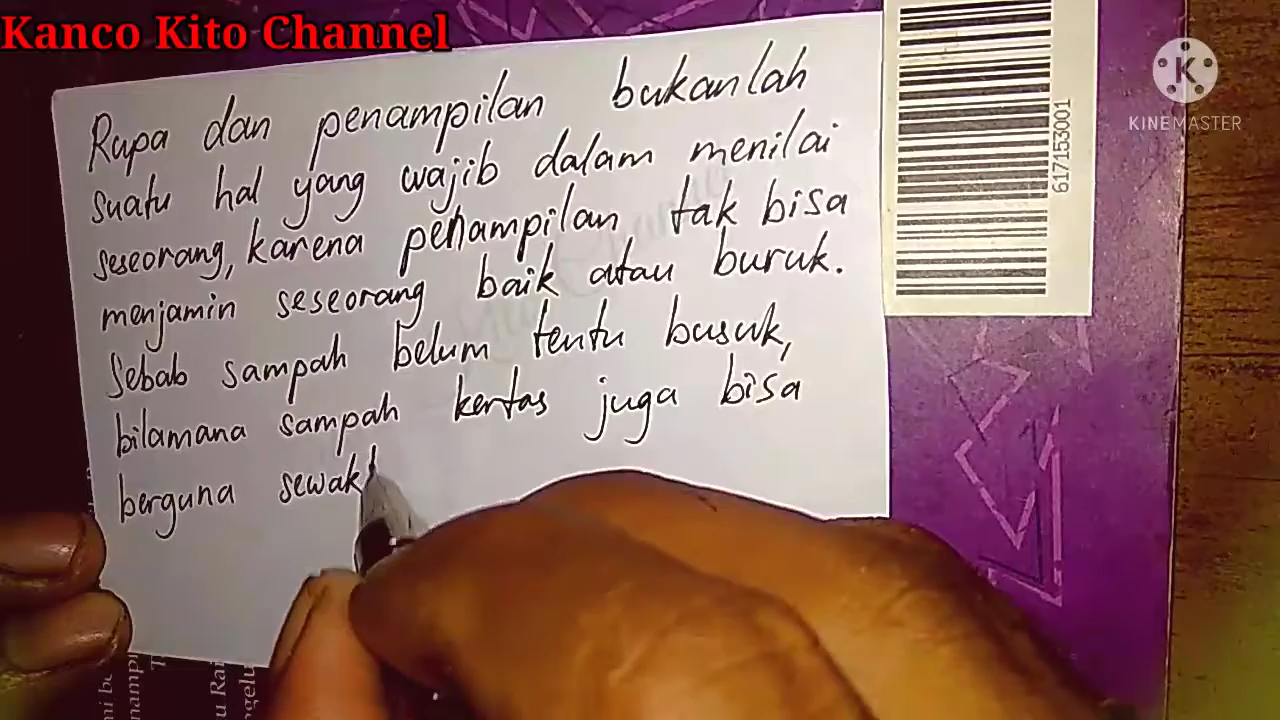 Kanco Kito Channel
KINEMASTER
617153001
Rupa dan penampilan bukanlah
suatu hal yang wajib dalam menilai
seseorang, karena penampilan tak bisa
menjamin seseorang baik atau buruk.
Sebab sampah belum tentu busuk,
bilamana sampah kertas juga bisa
berguna sewak